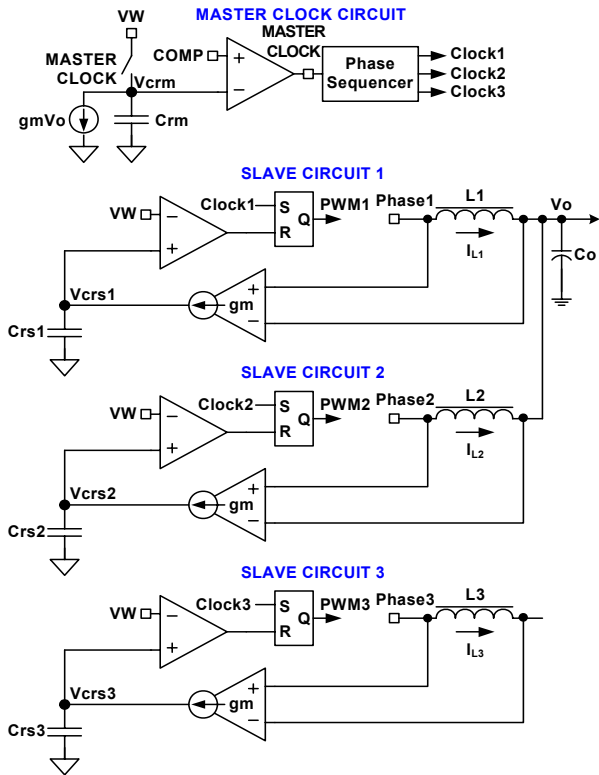 MASTER CLOCK CIRCUIT
VW
MASTER
CLOCK
COMP
MASTER
CLOCK
Phase
Sequencer
Clock1
Clock2
Clock3
Vcrm
gmVo
Crm
+
−
SLAVE CIRCUIT 1
VW
−
+
Clock1
S
R
Q
PWM1
Phase1
L1
IL1
Vo
Co
Vcrs1
gm
+
−
Crs1
SLAVE CIRCUIT 2
VW
−
+
Clock2
S
R
Q
PWM2
Phase2
L2
IL2
Vcrs2
gm
+
−
Crs2
SLAVE CIRCUIT 3
VW
−
+
Clock3
S
R
Q
PWM3
Phase3
L3
IL3
Vcrs3
gm
+
−
Crs3